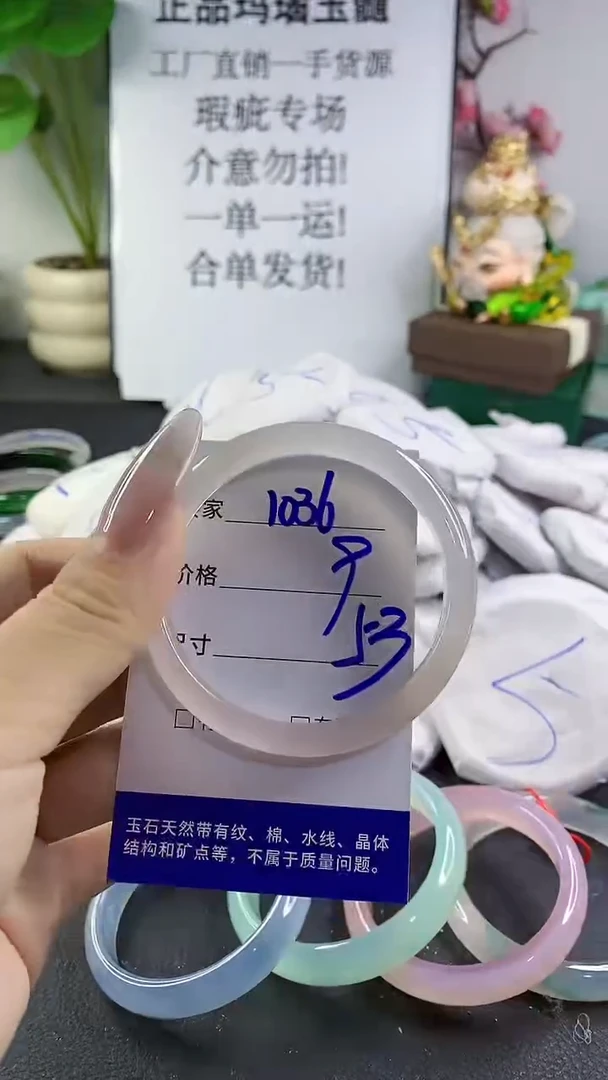 正品玛瑙玉髓
工厂直销一手货源
瑕疵专场
介意勿拍!
一单一运!
合单发货!
家 1036
价格
寸 53
玉石天然带有纹、棉、水线、晶体
结构和矿点等，不属于质量问题。